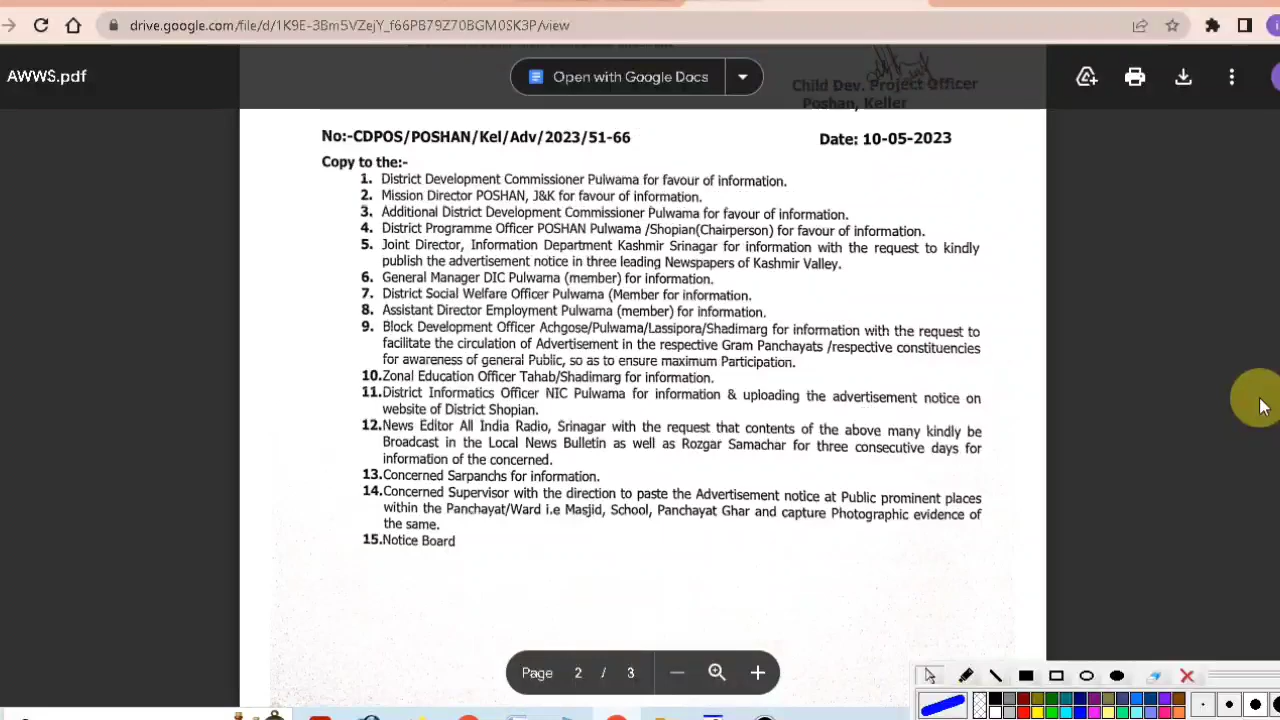 drive.google.com/file/d/1K9E-3Bm5VZejY_f66PB79Z70BGM0SK3P/view
AWWS.pdf
Open with Google Docs
Child Dev. Project Officer
Poshan, Keller
No:-CDPOS/POSHAN/Kel/Adv/2023/51-66
Date: 10-05-2023
Copy to the:-
1. District Development Commissioner Pulwama for favour of information.
2. Mission Director POSHAN, J&K for favour of information.
3. Additional District Development Commissioner Pulwama for favour of information.
4. District Programme Officer POSHAN Pulwama /Shopian(Chairperson) for favour of information.
5. Joint Director, Information Department Kashmir Srinagar for information with the request to kindly
publish the advertisement notice in three leading Newspapers of Kashmir Valley.
6. General Manager DIC Pulwama (member) for information.
7. District Social Welfare Officer Pulwama (Member for information.
8. Assistant Director Employment Pulwama (member) for information.
9. Block Development Officer Achgose/Pulwama/Lassipora/Shadimarg for information with the request to
facilitate the circulation of Advertisement in the respective Gram Panchayats /respective constituencies
for awareness of general Public, so as to ensure maximum Participation.
10.Zonal Education Officer Tahab/Shadimarg for information.
11.District Informatics Officer NIC Pulwama for information & uploading the advertisement notice on
website of District Shopian.
12.News Editor All India Radio, Srinagar with the request that contents of the above many kindly be
Broadcast in the Local News Bulletin as well as Rozgar Samachar for three consecutive days for
information of the concerned.
13.Concerned Sarpanchs for information.
14.Concerned Supervisor with the direction to paste the Advertisement notice at Public prominent places
within the Panchayat/Ward i.e Masjid, School, Panchayat Ghar and capture Photographic evidence of
the same.
15.Notice Board
Page 2 / 3